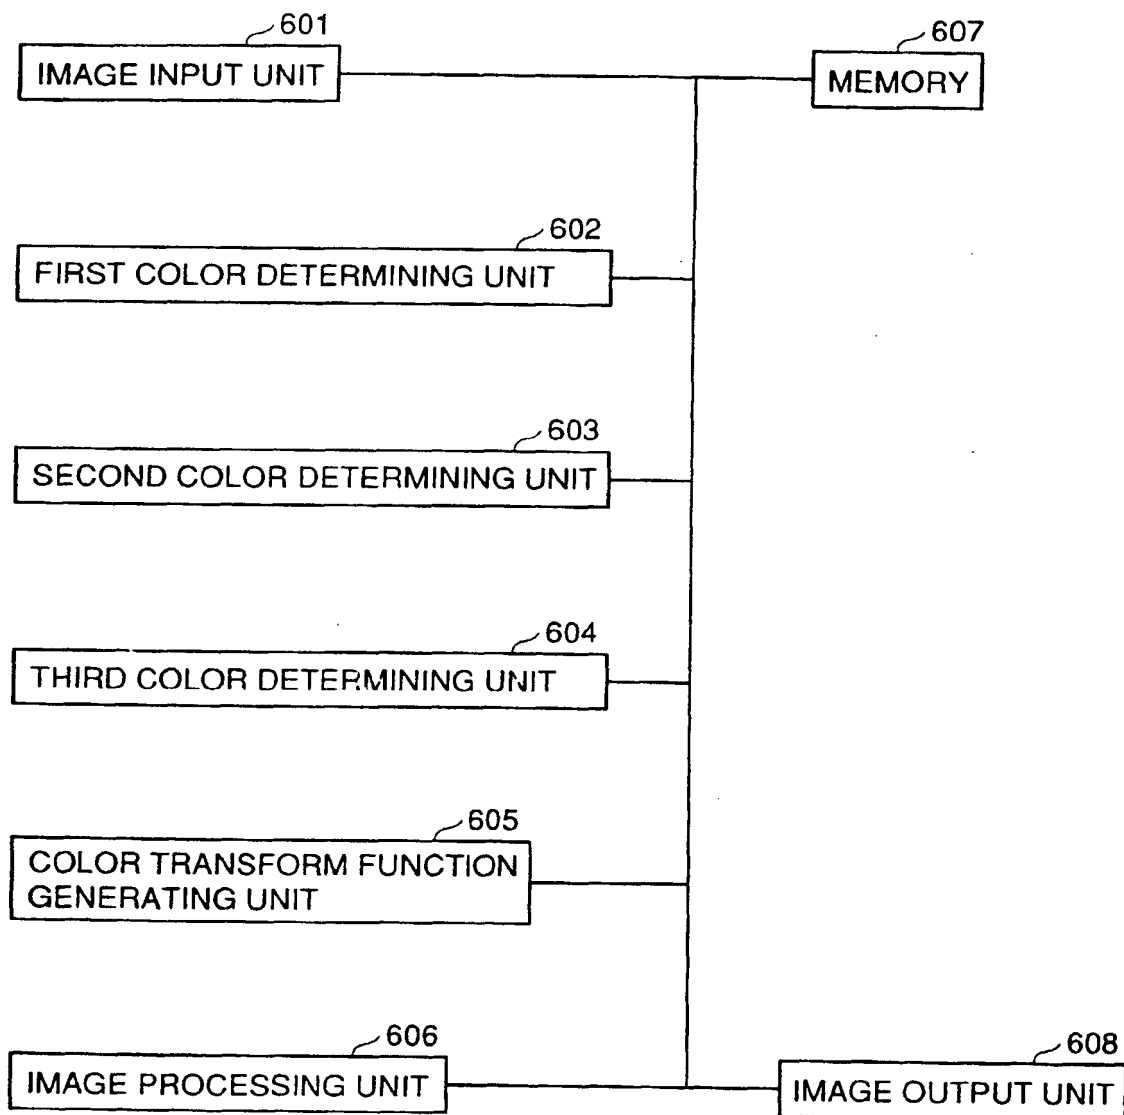 601
IMAGE INPUT UNIT
607
MEMORY
602
FIRST COLOR DETERMINING UNIT
603
SECOND COLOR DETERMINING UNIT
604
THIRD COLOR DETERMINING UNIT
605
COLOR TRANSFORM FUNCTION
GENERATING UNIT
606
IMAGE PROCESSING UNIT
608
IMAGE OUTPUT UNIT